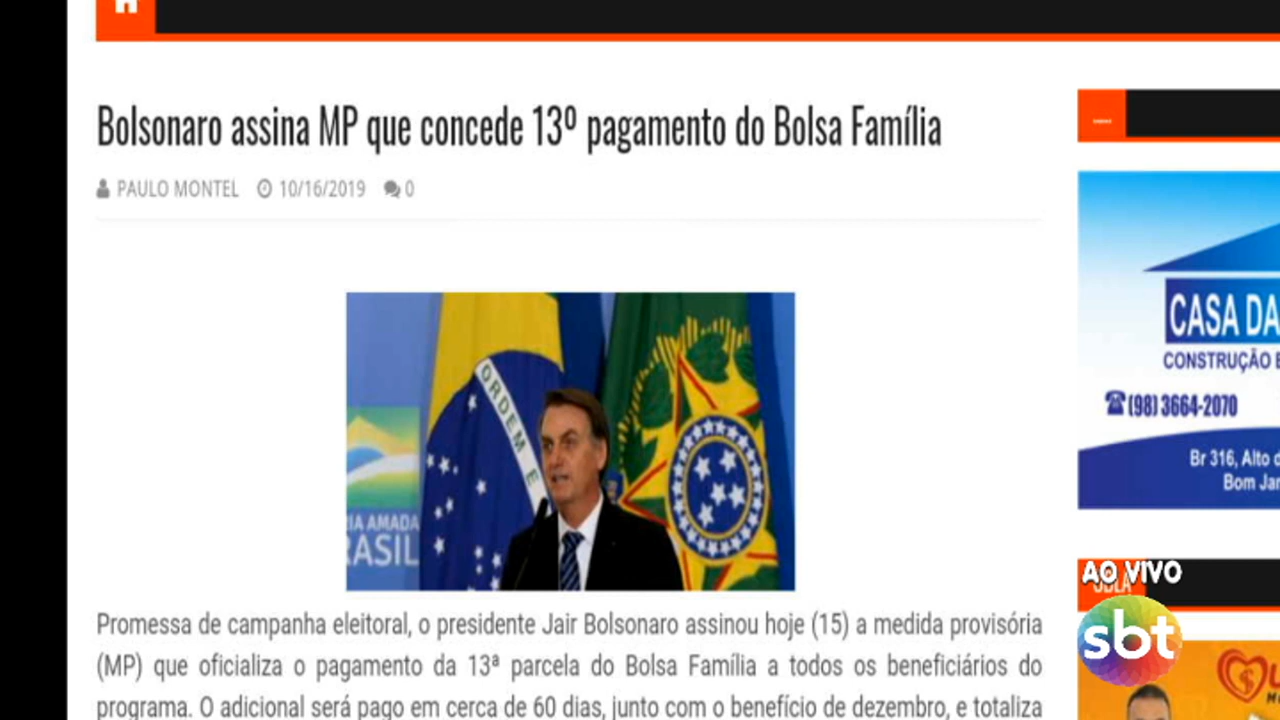 Bolsonaro assina MP que concede 13º pagamento do Bolsa Família
PAULO MONTEL 10/16/2019 0
ORDEM E
IA AMADA
RASIL
Promessa de campanha eleitoral, o presidente Jair Bolsonaro assinou hoje (15) a medida provisória
(MP) que oficializa o pagamento da 13ª parcela do Bolsa Família a todos os beneficiários do
programa. O adicional será pago em cerca de 60 dias, junto com o benefício de dezembro, e totaliza
CASA DA
CONSTRUÇÃO E
(98) 3664-2070
Br 316, Alto d
Bom Jar
AO VIVO
sbt